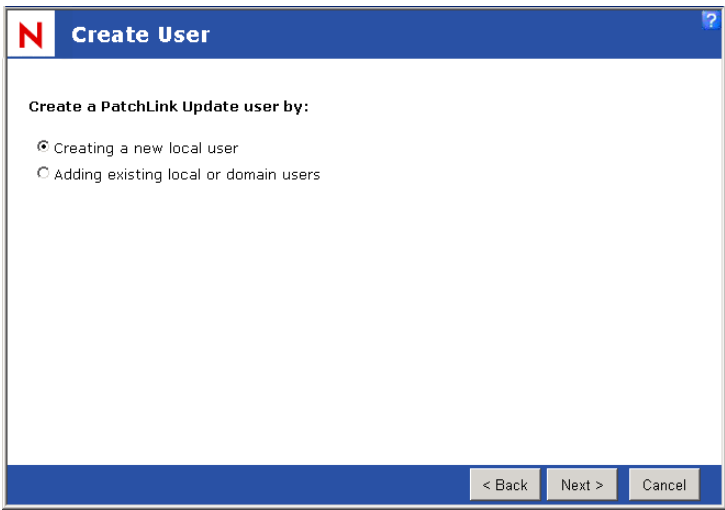 N
Create User
?
Create a PatchLink Update user by:
Creating a new local user
Adding existing local or domain users
< Back
Next >
Cancel